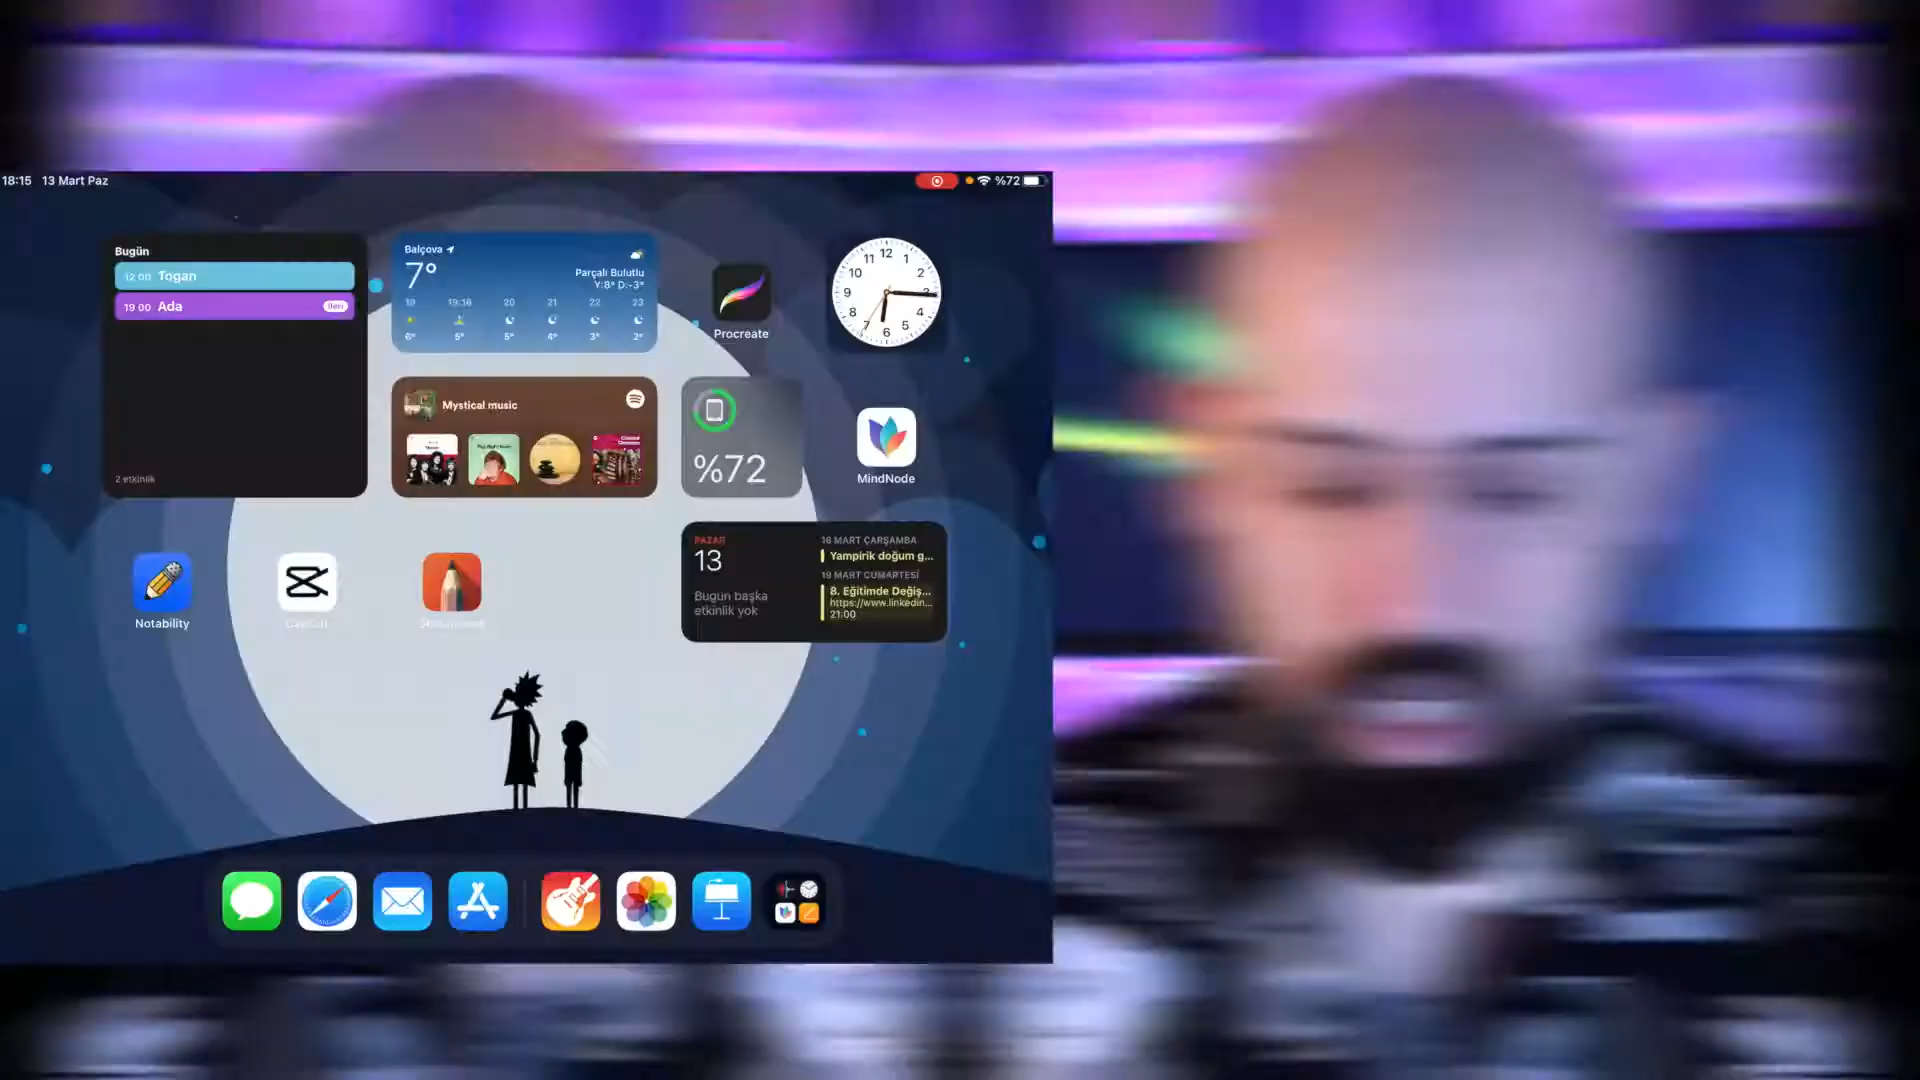 18:15 13 Mart Paz
%72
Bugün
12:00 Togan
19:00 Ada
2 etkinlik
Balçova
7°
Parçalı Bulutlu
Y:8° D:-3°
19 19:16 20 21 22 23
6° 5° 5° 4° 3° 2°
Mystical music
Procreate
12 1 2 3 4 5 6 7 8 9 10 11
%72
MindNode
PAZAR
13
Bugün başka
etkinlik yok
16 MART ÇARŞAMBA
Yampirik doğum g...
19 MART CUMARTESİ
8. Eğitimde Değiş...
https://www.linkedin...
21:00
Notability
CapCut